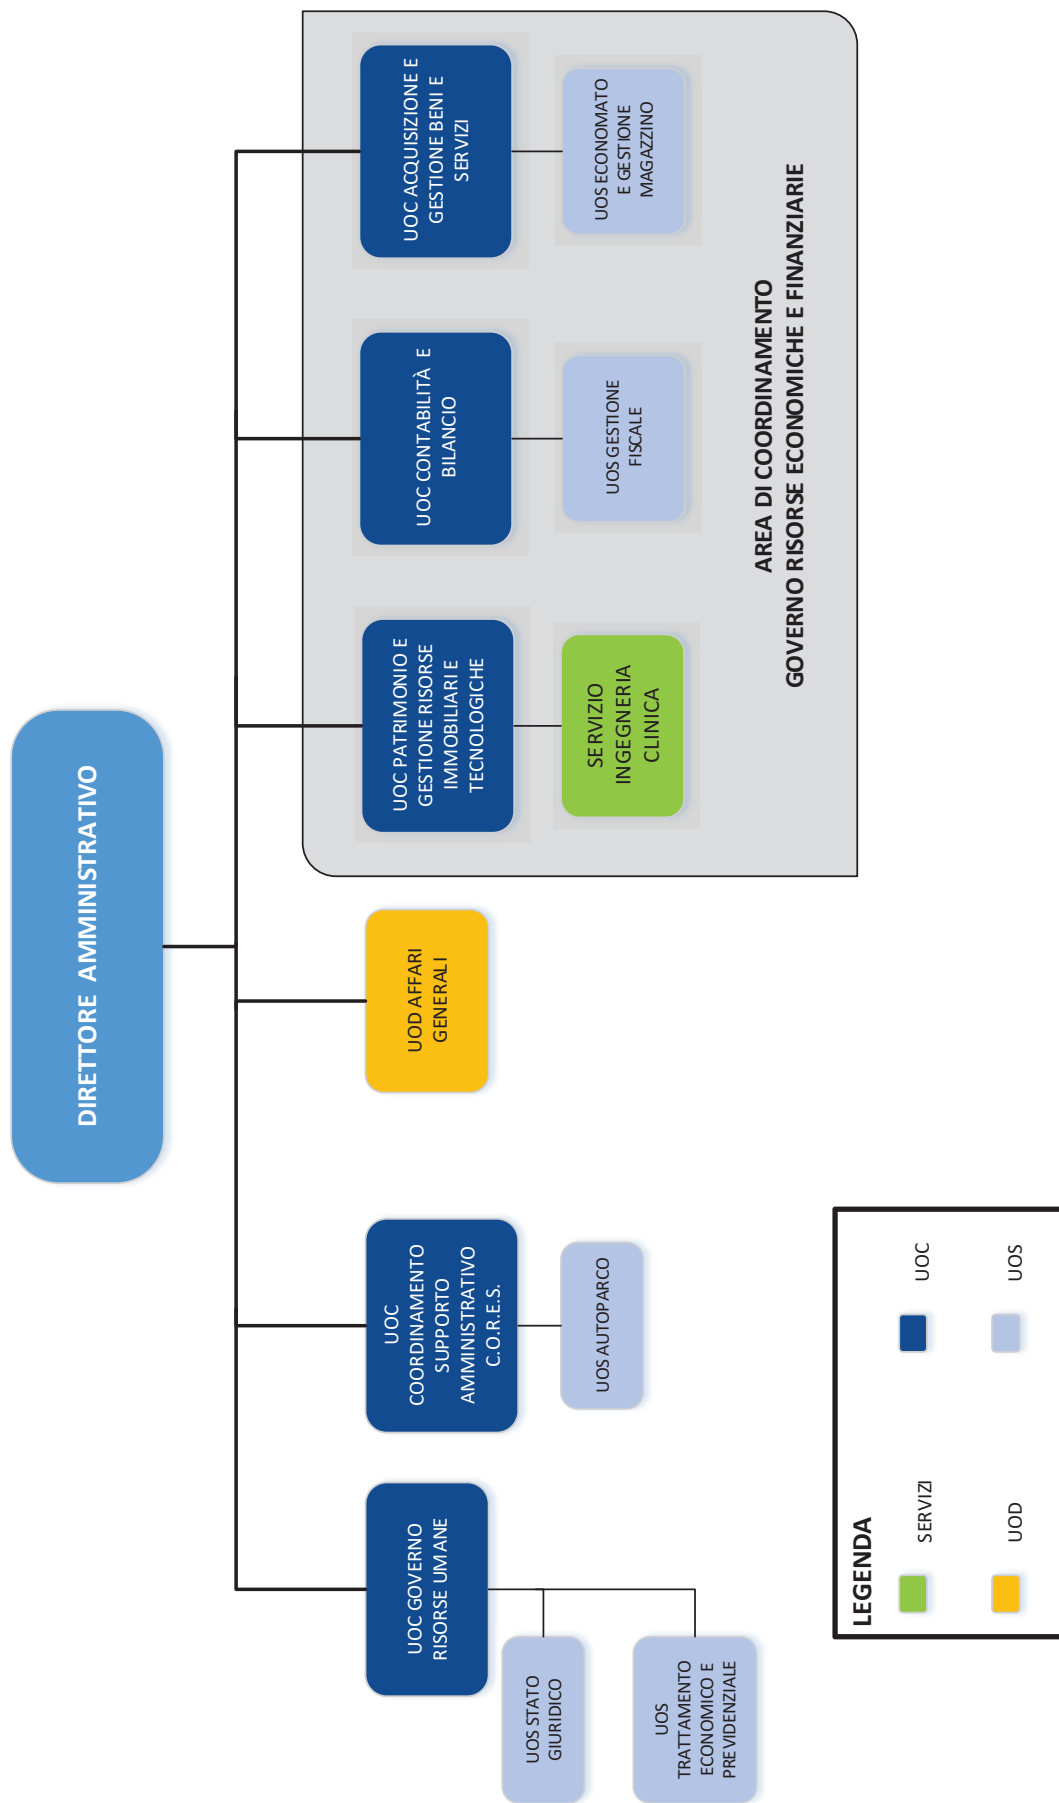 DIRETTORE AMMINISTRATIVO
UOC GOVERNO
RISORSE UMANE
UOS STATO
GIURIDICO
UOS
TRATTAMENTO
ECONOMICO E
PREVIDENZIALE
UOC
COORDINAMENTO
SUPPORTO
AMMINISTRATIVO
C.O.R.E.S.
UOS AUTOPARCO
UOD AFFARI
GENERALI
UOC PATRIMONIO E
GESTIONE RISORSE
IMMOBILIARI E
TECNOLOGICHE
SERVIZIO
INGEGNERIA
CLINICA
UOC CONTABILITÀ E
BILANCIO
UOS GESTIONE
FISCALE
UOC ACQUISIZIONE E
GESTIONE BENI E
SERVIZI
UOS ECONOMATO
E GESTIONE
MAGAZZINO
AREA DI COORDINAMENTO
GOVERNO RISORSE ECONOMICHE E FINANZIARIE
LEGENDA
SERVIZI
UOC
UOD
UOS